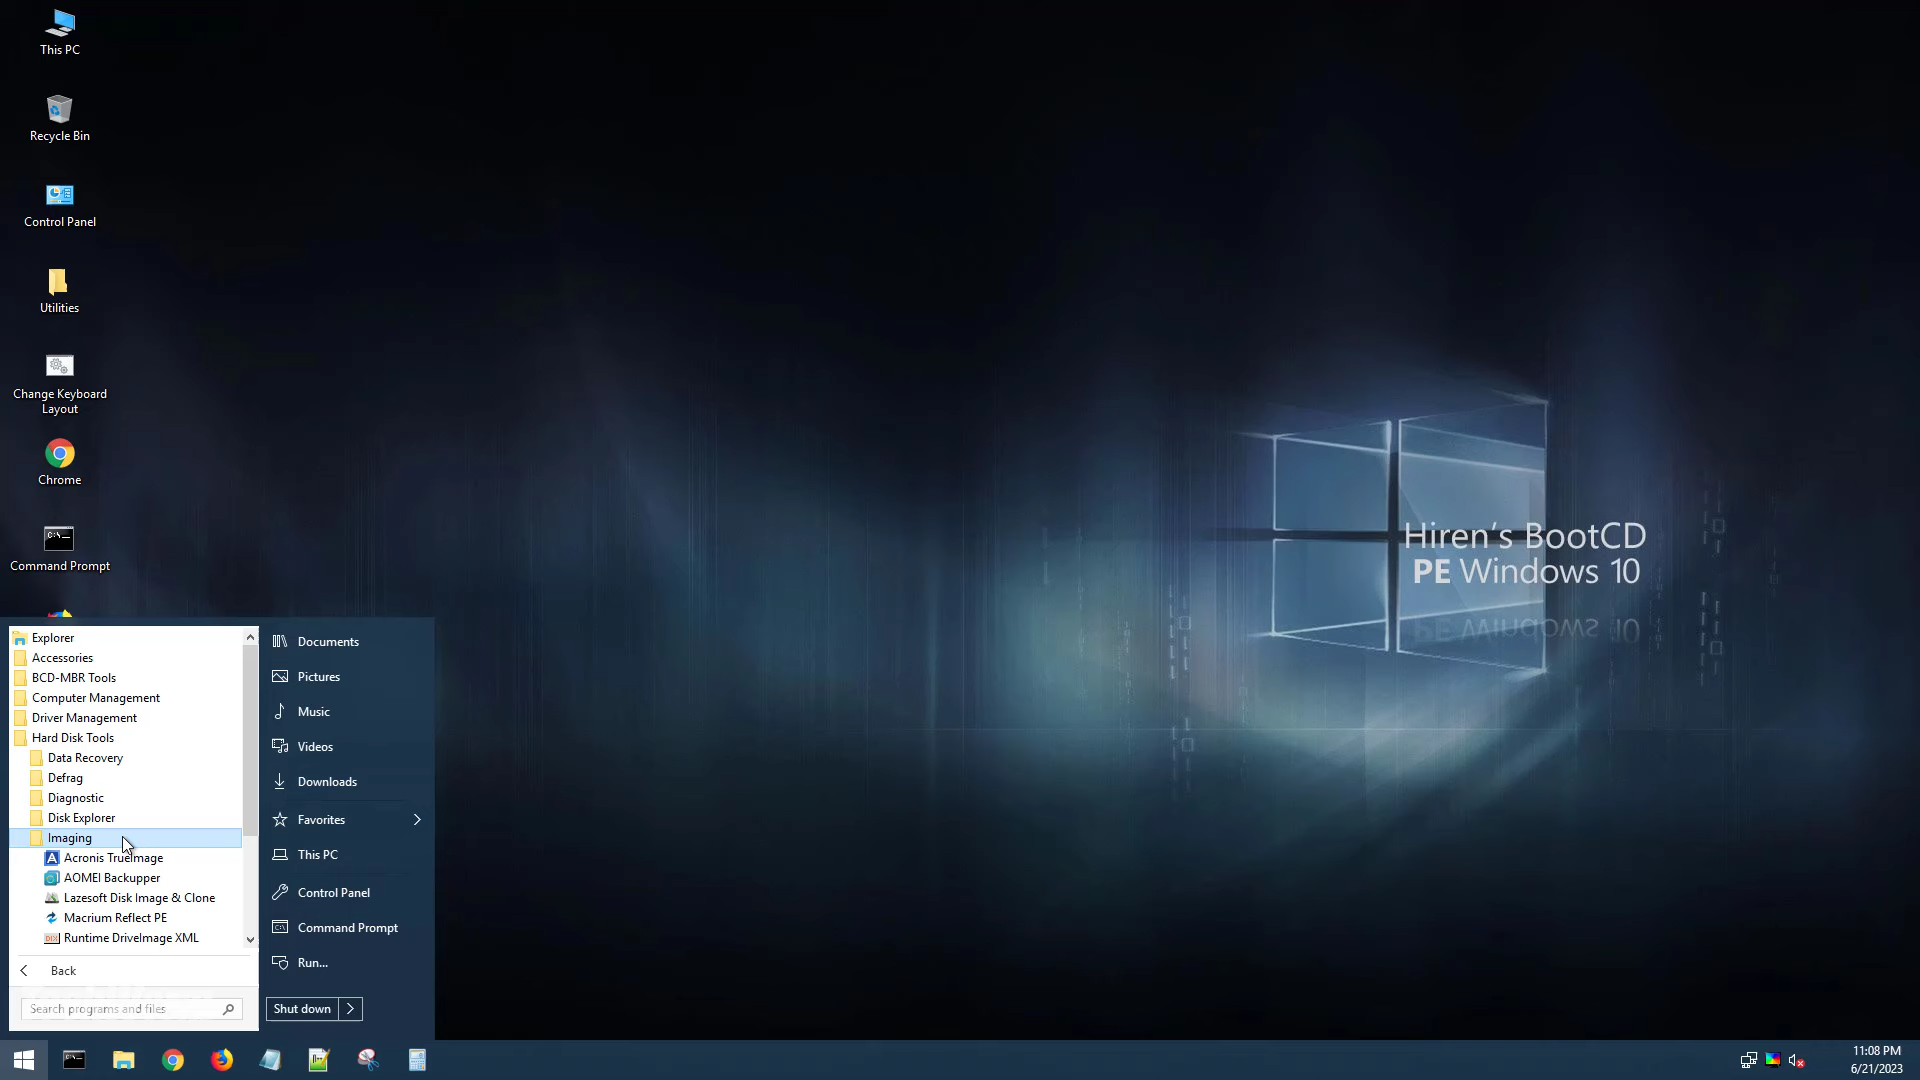 This PC
Recycle Bin
Control Panel
Utilities
Change Keyboard
Layout
Chrome
Command Prompt
Hiren's BootCD
PE Windows 10
Explorer
Accessories
BCD-MBR Tools
Computer Management
Driver Management
Hard Disk Tools
Data Recovery
Defrag
Diagnostic
Disk Explorer
Imaging
Acronis TrueImage
AOMEI Backupper
Lazesoft Disk Image & Clone
Macrium Reflect PE
Runtime DriveImage XML
Back
Search programs and files
Documents
Pictures
Music
Videos
Downloads
Favorites
This PC
Control Panel
Command Prompt
Run...
Shut down
11:08 PM
6/21/2023